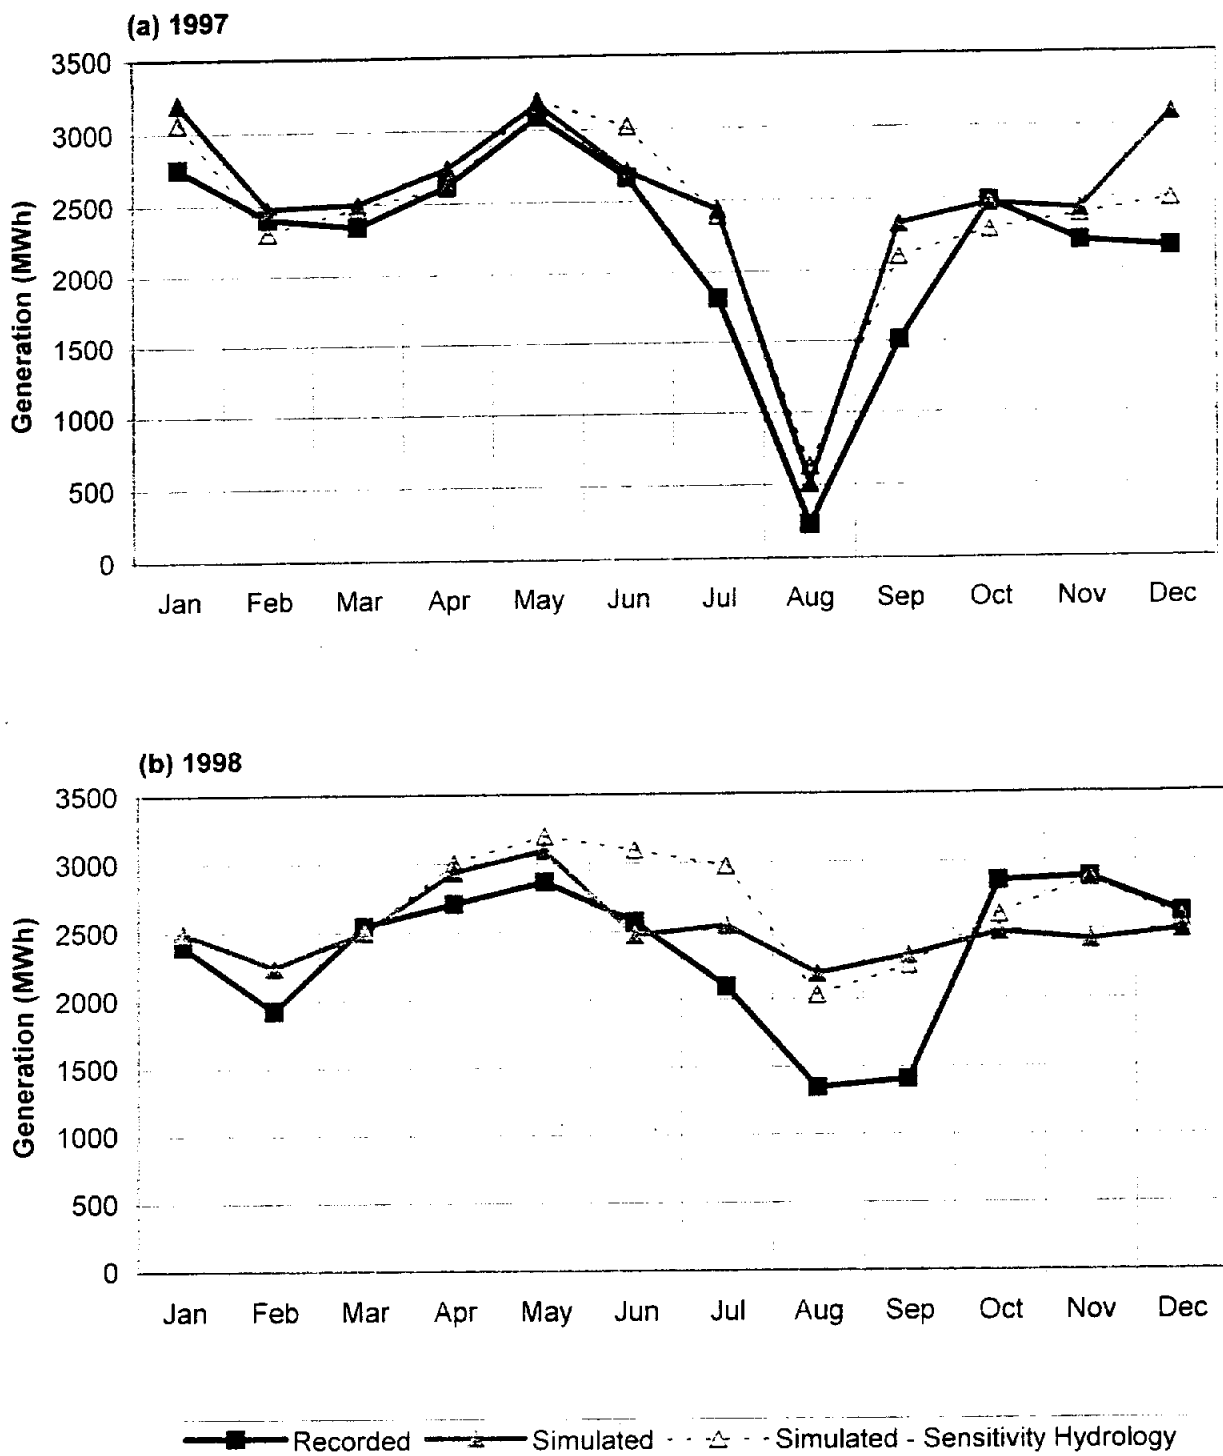 (a) 1997
3500
3000
2500
2000
1500
1000
500
0
Generation (MWh)
Jan Feb Mar Apr May Jun Jul Aug Sep Oct Nov Dec
(b) 1998
3500
3000
2500
2000
1500
1000
500
0
Generation (MWh)
Jan Feb Mar Apr May Jun Jul Aug Sep Oct Nov Dec
Recorded Simulated Simulated - Sensitivity Hydrology